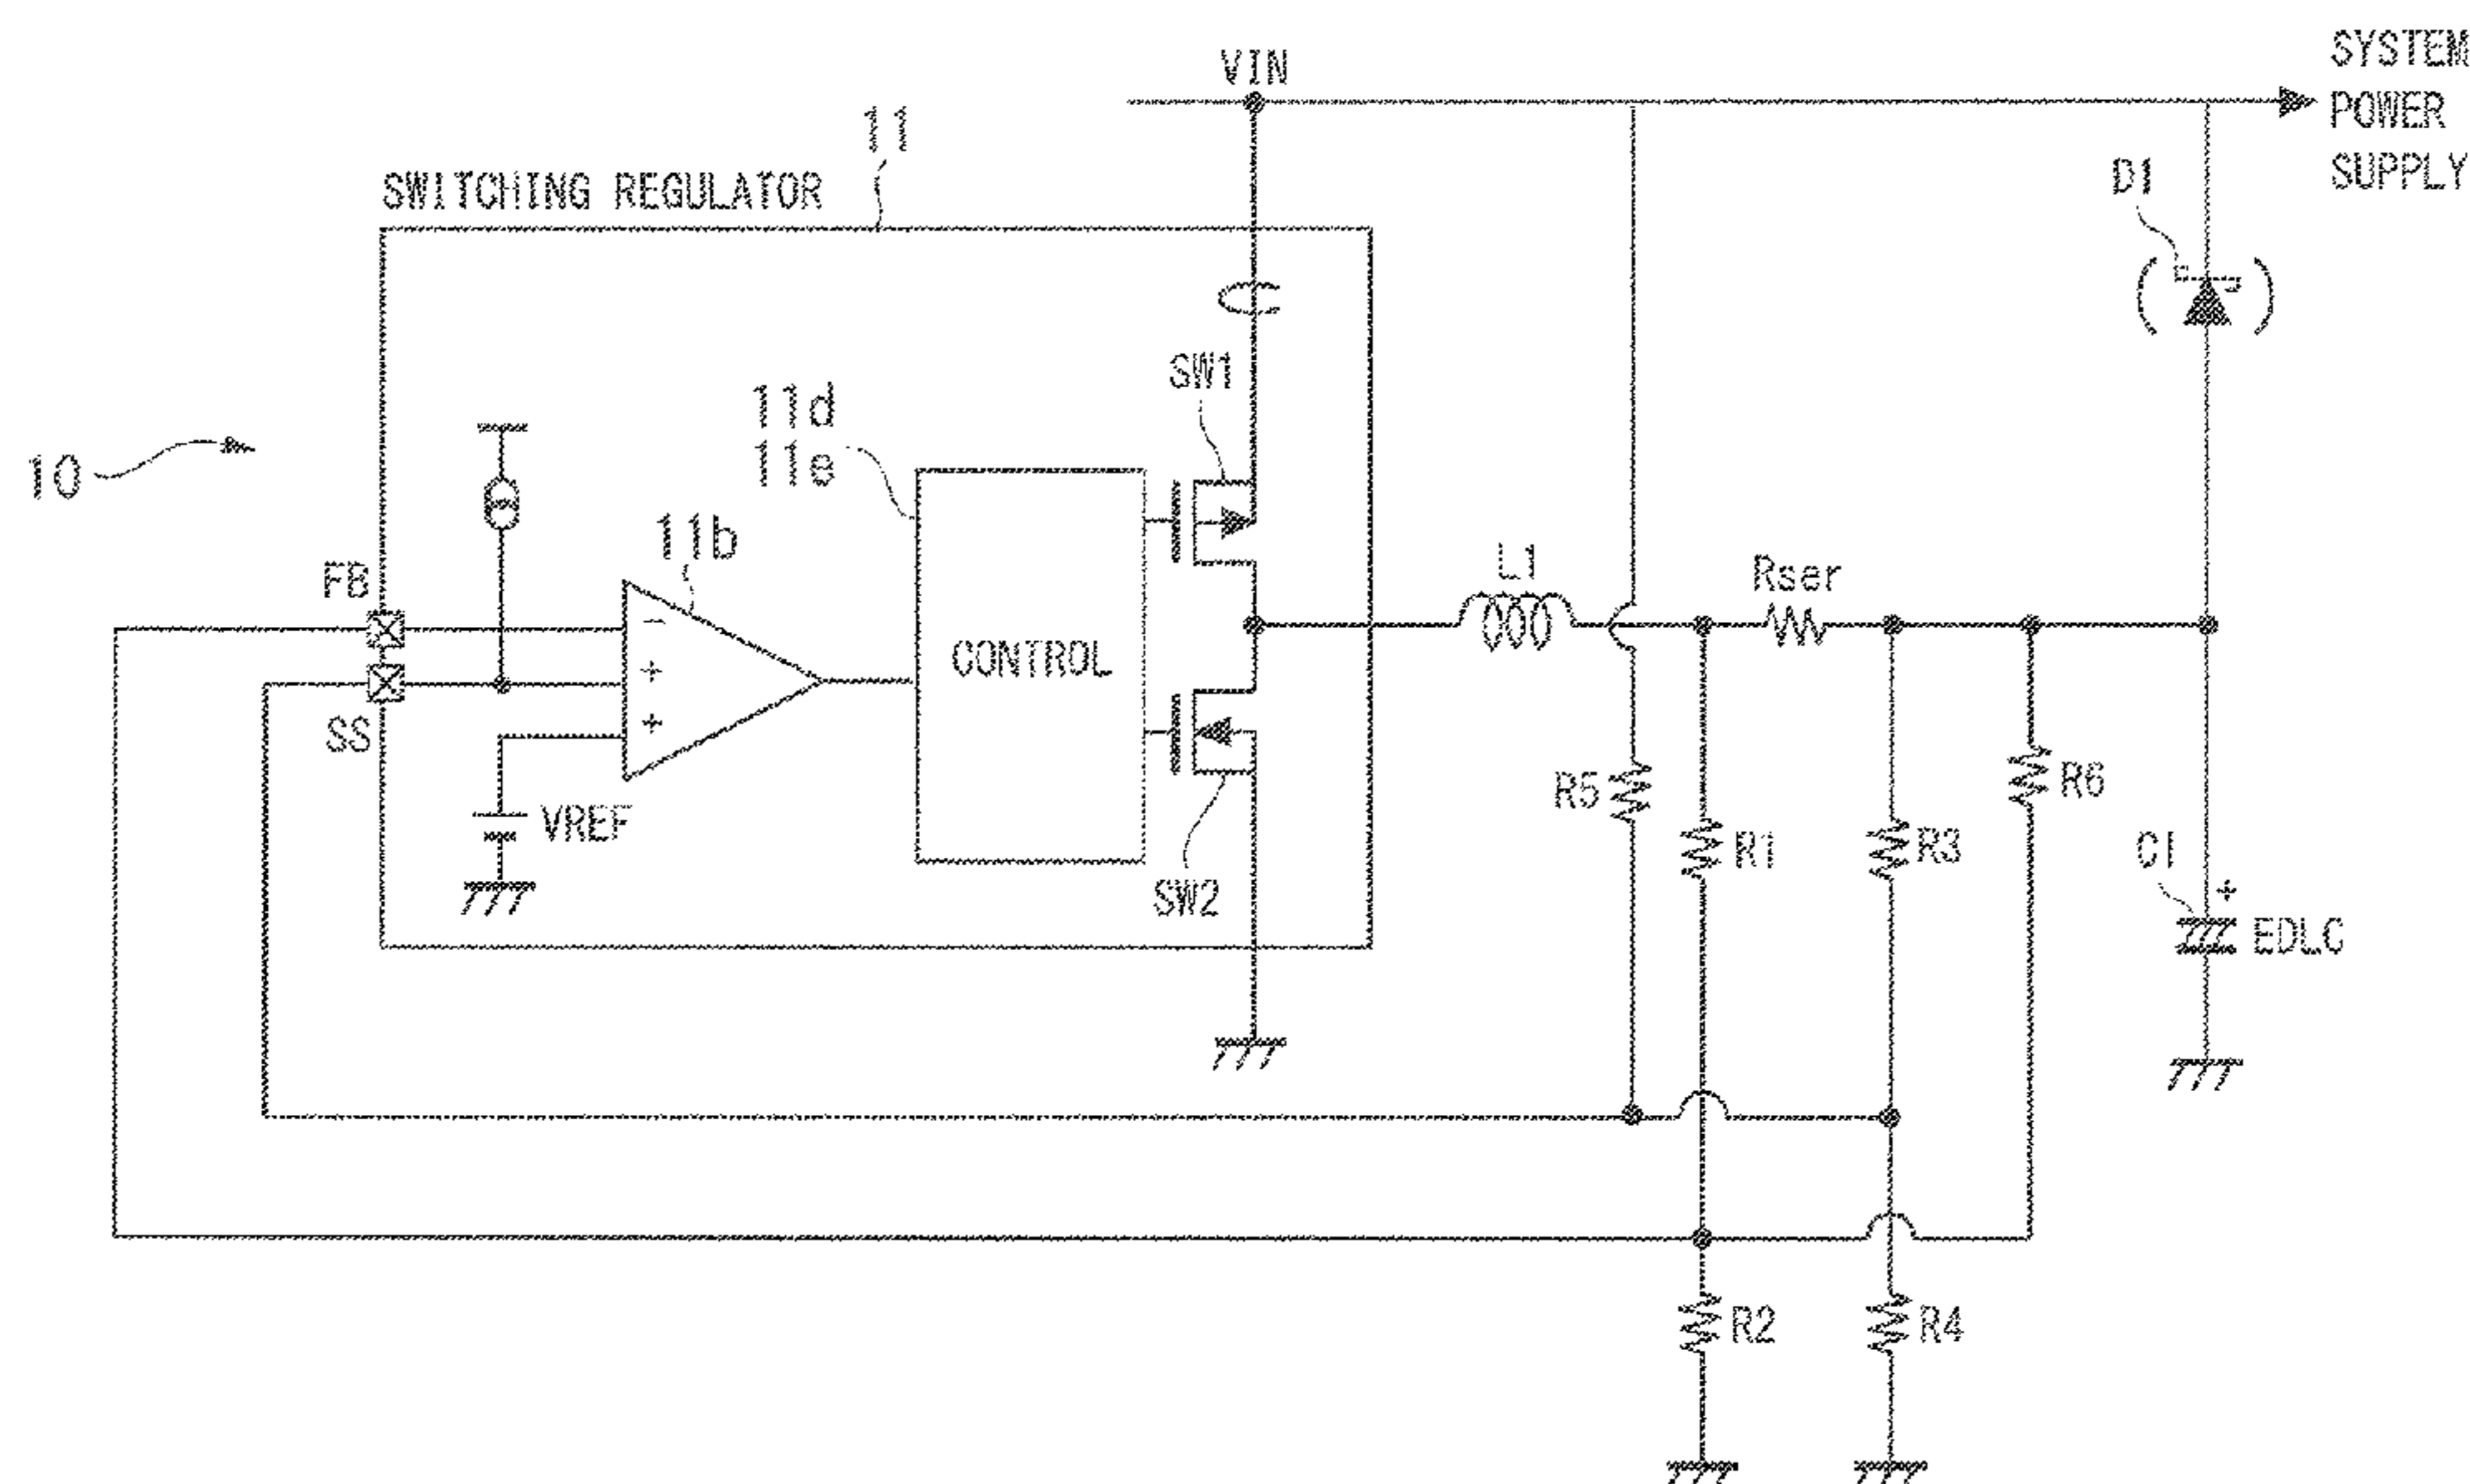 SYSTEM
POWER
SUPPLY
VIN
11
SWITCHING REGULATOR
D1
SW1
11d
11e
10
11b
FB
L1
Rser
CONTROL
-
+
+
SS
R5
R6
VREF
R1
R3
C1
+
SW2
EDLC
R2
R4